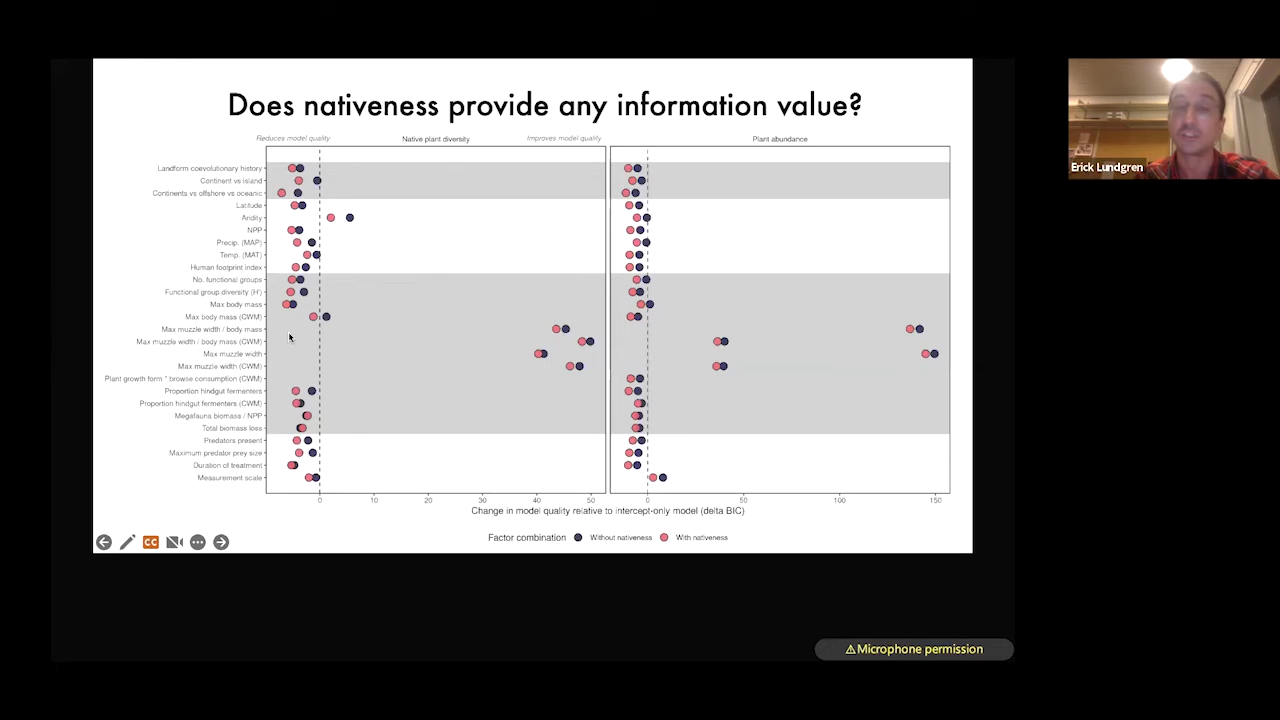 Does nativeness provide any information value?
Reduces model quality
Native plant diversity
Improves model quality
Plant abundance
Landform coevolutionary history
Continent vs island
Continents vs offshore vs oceanic
Latitude
Aridity
NPP
Precip. (MAP)
Temp. (MAT)
Human footprint index
No. functional groups
Functional group diversity (H')
Max body mass
Max body mass (CWM)
Max muzzle width / body mass
Max muzzle width / body mass (CWM)
Max muzzle width
Max muzzle width (CWM)
Plant growth form * browse consumption (CWM)
Proportion hindgut fermenters
Proportion hindgut fermenters (CWM)
Megafauna biomass / NPP
Total biomass loss
Predators present
Maximum predator prey size
Duration of treatment
Measurement scale
0 10 20 30 40 50
0 50 100 150
Change in model quality relative to intercept-only model (delta BIC)
Factor combination Without nativeness With nativeness
CC
Erick Lundgren
⚠Microphone permission